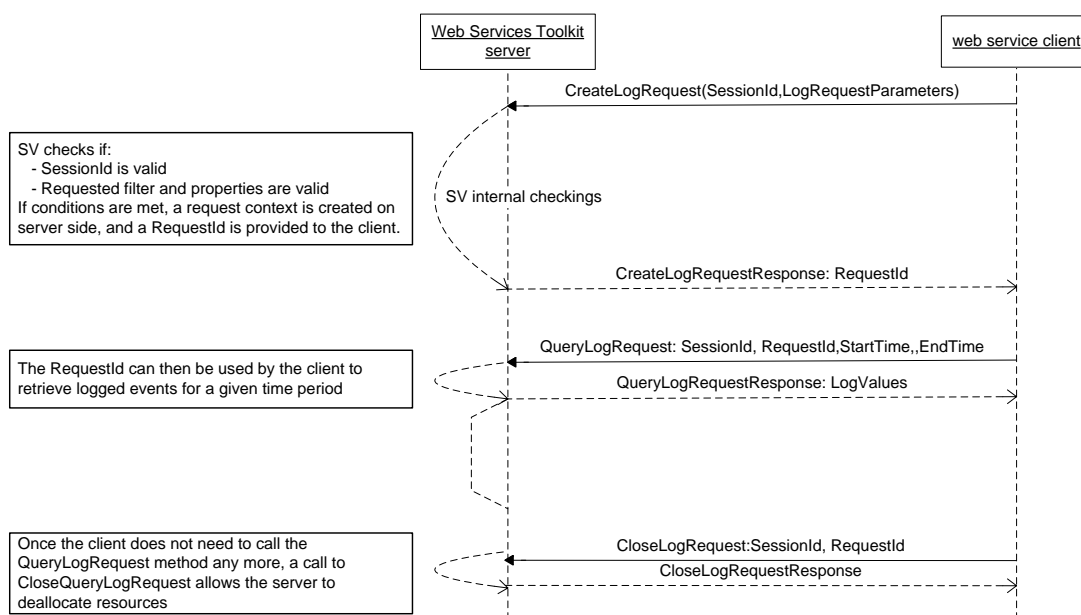 Web Services Toolkit
server
web service client
CreateLogRequest(SessionId,LogRequestParameters)
SV checks if:
- SessionId is valid
- Requested filter and properties are valid
If conditions are met, a request context is created on
server side, and a RequestId is provided to the client.
SV internal checkings
CreateLogRequestResponse: RequestId
QueryLogRequest: SessionId, RequestId,StartTime,,EndTime
The RequestId can then be used by the client to
retrieve logged events for a given time period
QueryLogRequestResponse: LogValues
Once the client does not need to call the
QueryLogRequest method any more, a call to
CloseQueryLogRequest allows the server to
deallocate resources
CloseLogRequest:SessionId, RequestId
CloseLogRequestResponse